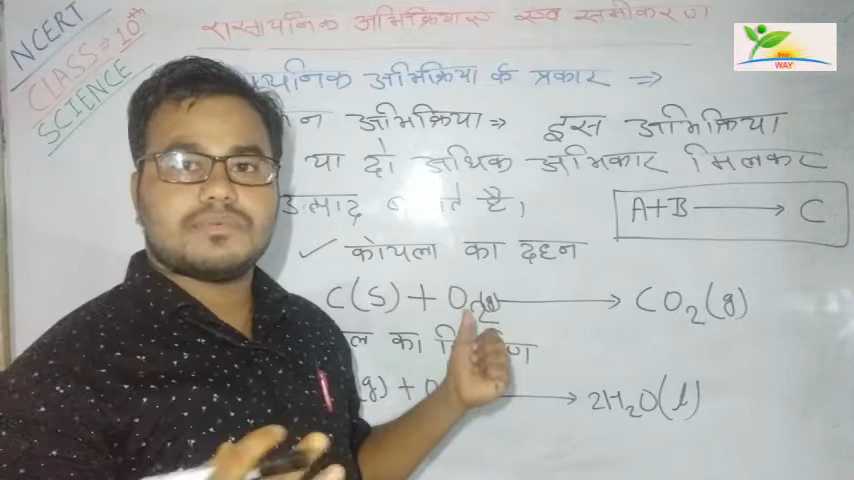 NCERT
CLASS 10th
SCIENCE
रासायनिक अभिक्रियाएँ एवं समीकरण
अभिक्रिया के प्रकार ⇒
अभिक्रिया ⇒ इस अभिक्रिया
या दो अधिक अभिकारक मिलकर
उत्पाद बनाते है।
A+B → C
✓ कोयला का दहन
C(S) + O2(g) → CO2(g)
का
(g) + → 2H2O(l)
WAY